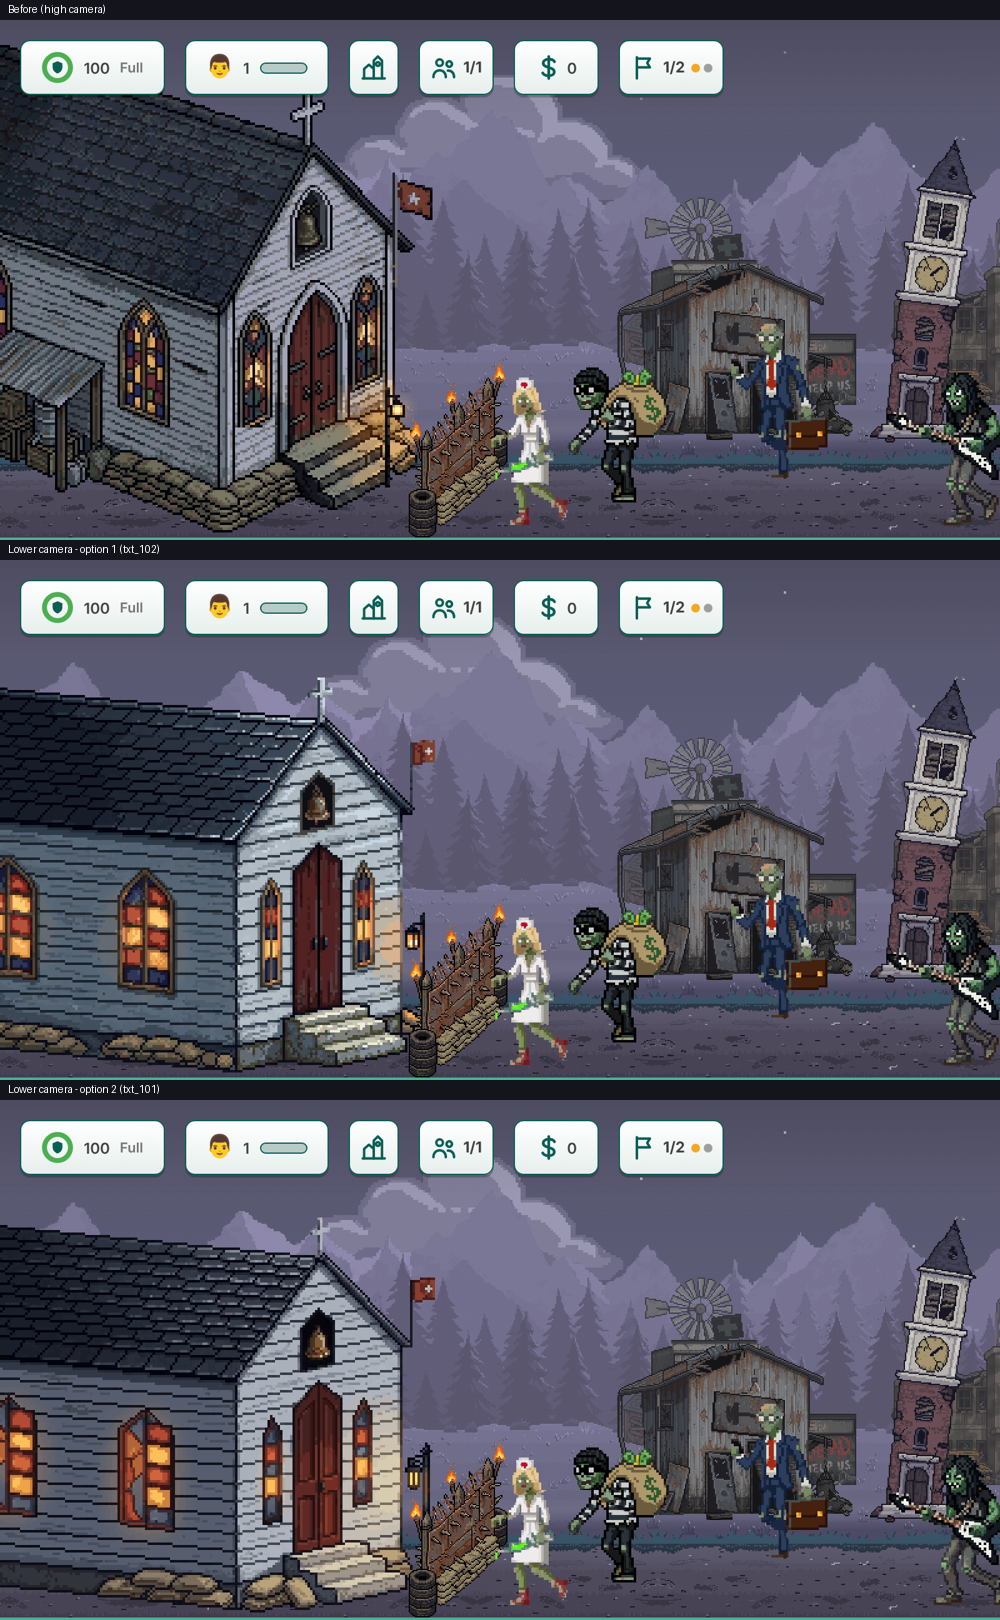 Before (high camera)
100 Full 1 1/1 $ 0 1/2
$
Lower camera - option 1 (txt_102)
100 Full 1 1/1 $ 0 1/2
$
Lower camera - option 2 (txt_101)
100 Full 1 1/1 $ 0 1/2
$